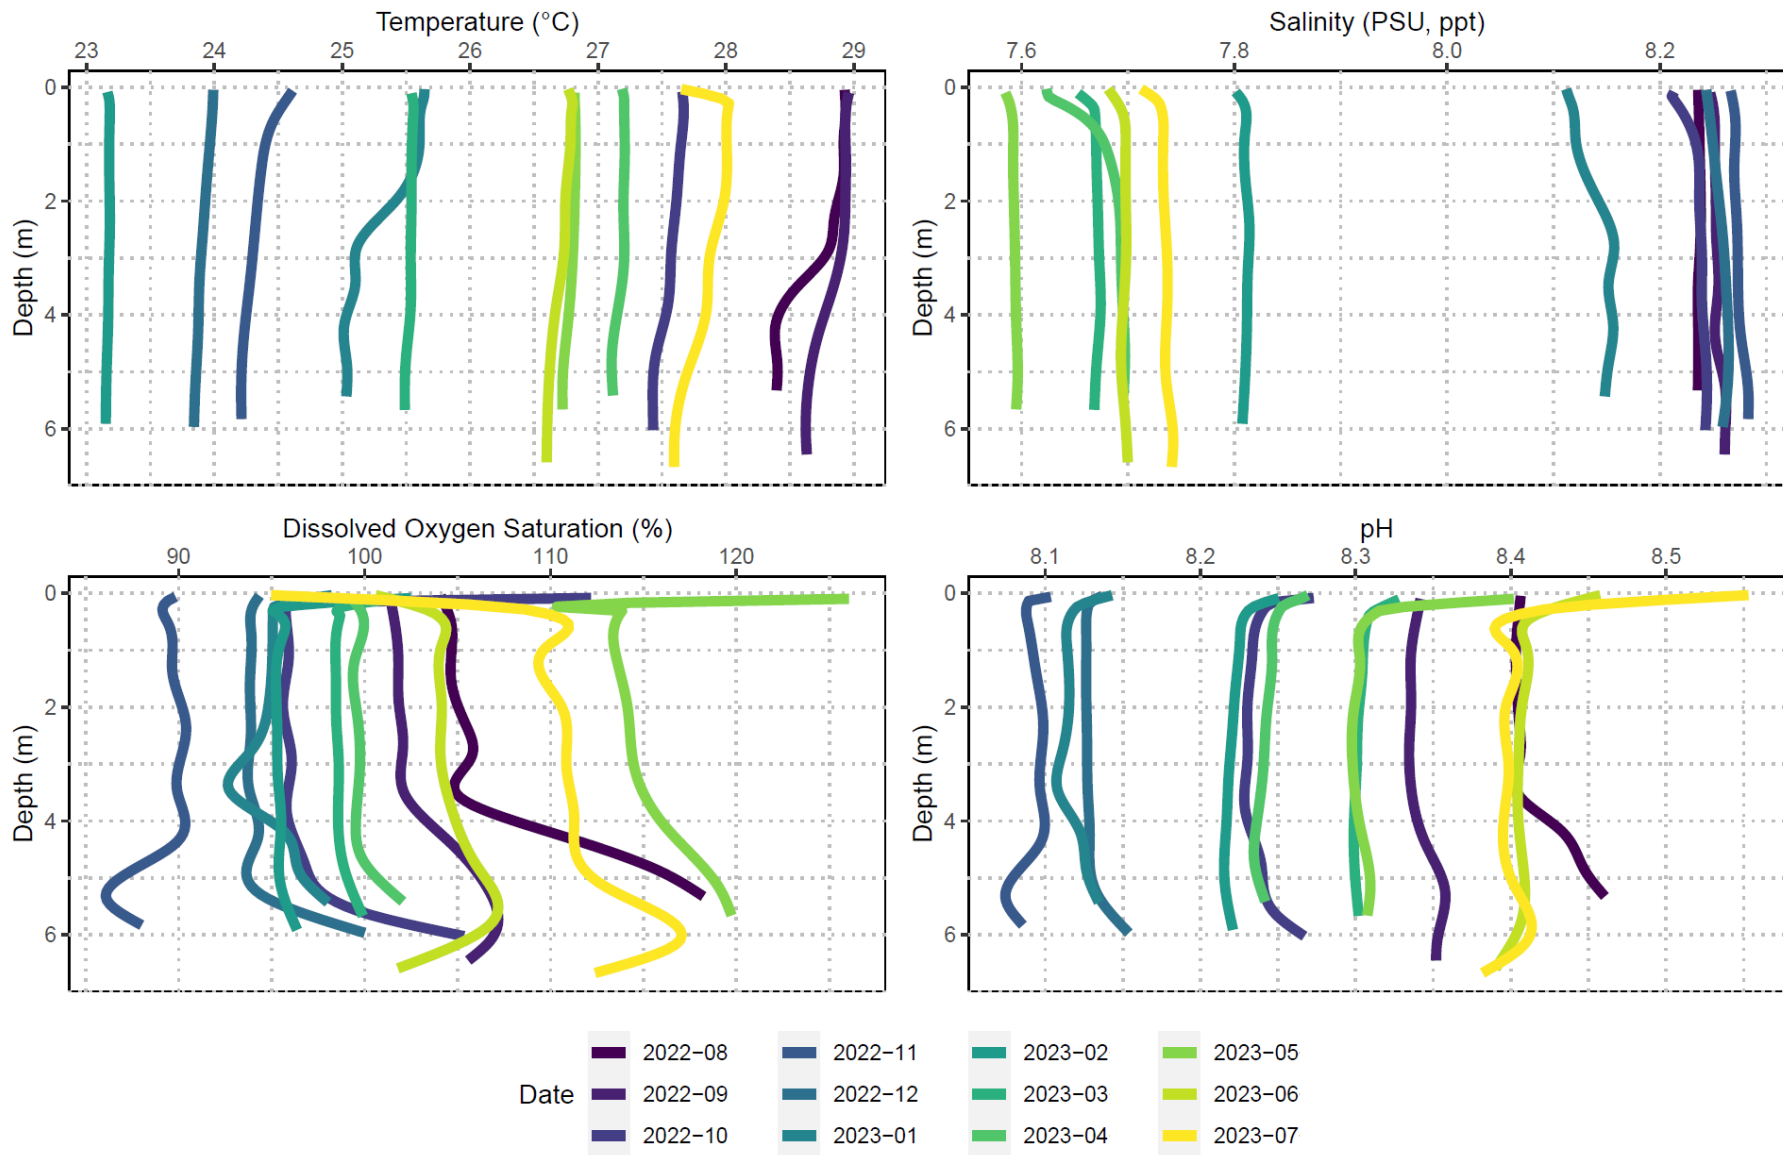 Temperature (°C) Salinity (PSU, ppt)
23 24 25 26 27 28 29 7.6 7.8 8.0 8.2
0 0
2 2
4 4
6 6
Depth (m) Depth (m)
Dissolved Oxygen Saturation (%) pH
90 100 110 120 8.1 8.2 8.3 8.4 8.5
0 0
2 2
4 4
6 6
Depth (m) Depth (m)
2022−08 2022−11 2023−02 2023−05
Date 2022−09 2022−12 2023−03 2023−06
2022−10 2023−01 2023−04 2023−07